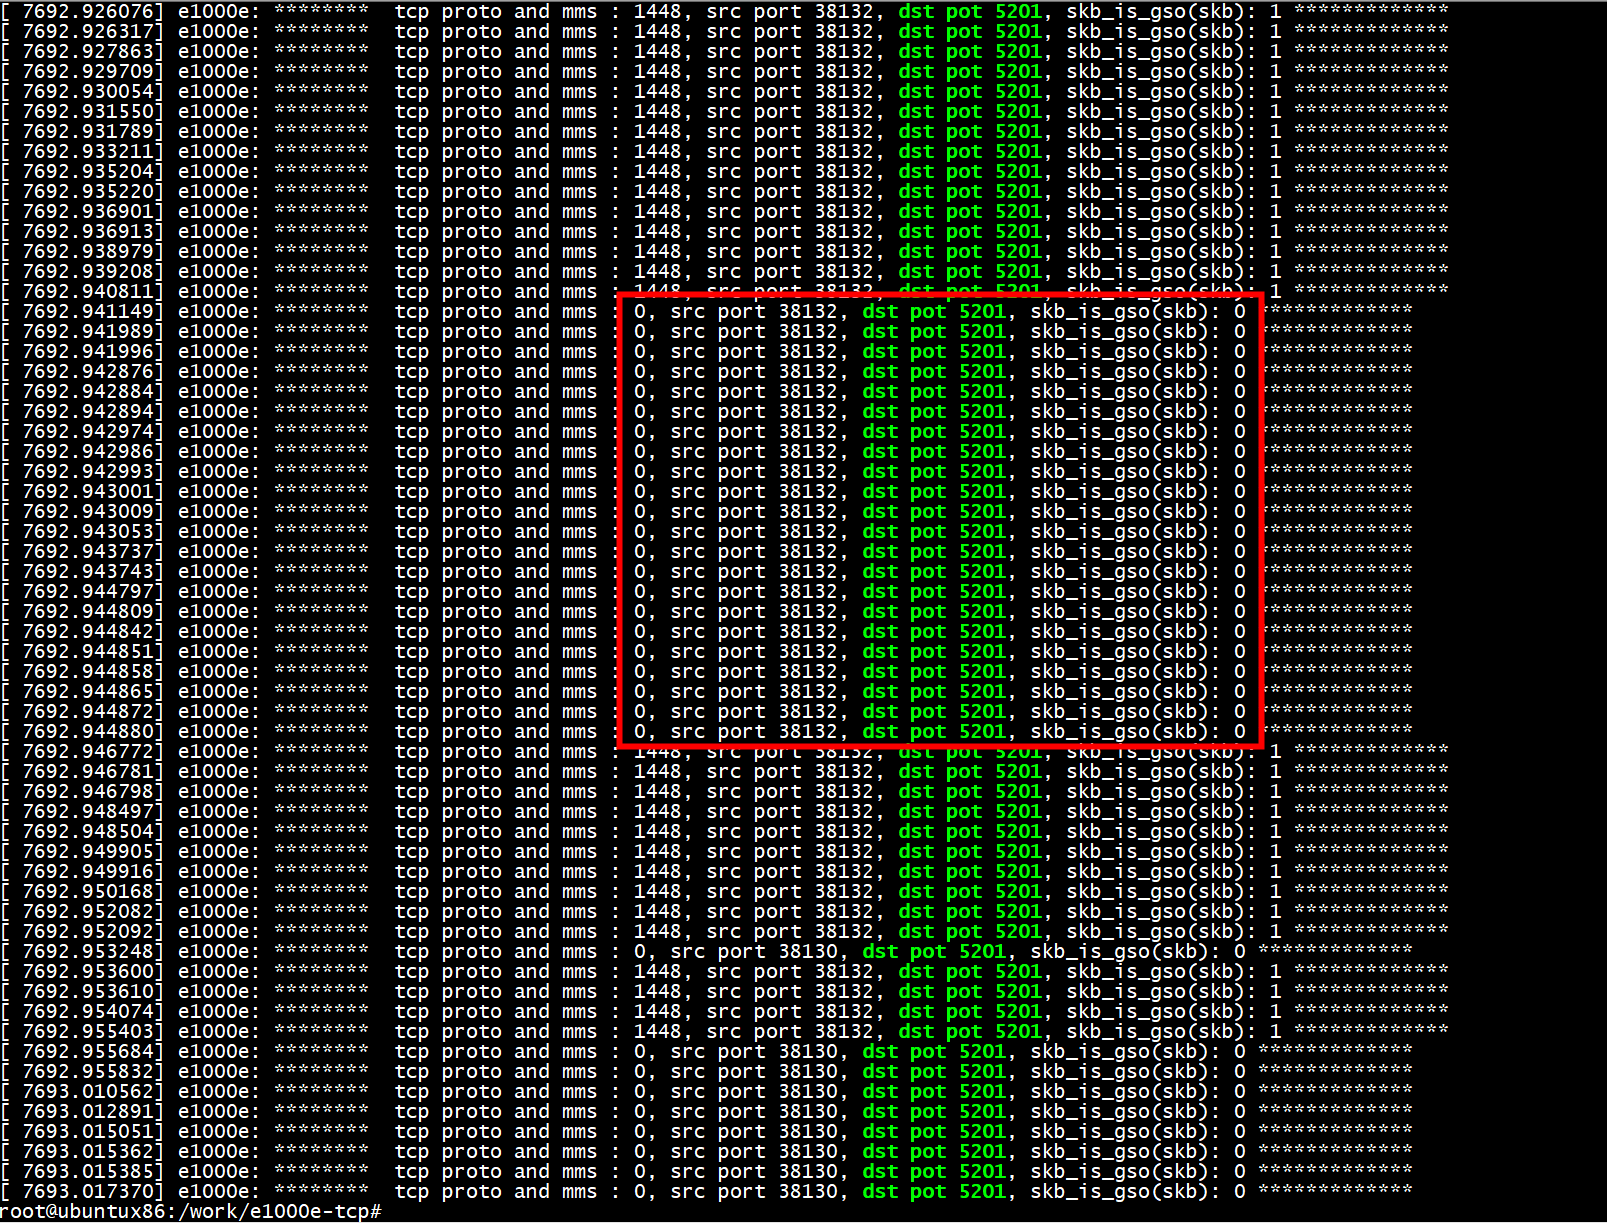 [ 7692.926076] e1000e: ********  tcp proto and mms : 1448, src port 38132, dst pot 5201, skb_is_gso(skb): 1 *************
[ 7692.926317] e1000e: ********  tcp proto and mms : 1448, src port 38132, dst pot 5201, skb_is_gso(skb): 1 *************
[ 7692.927863] e1000e: ********  tcp proto and mms : 1448, src port 38132, dst pot 5201, skb_is_gso(skb): 1 *************
[ 7692.929709] e1000e: ********  tcp proto and mms : 1448, src port 38132, dst pot 5201, skb_is_gso(skb): 1 *************
[ 7692.930054] e1000e: ********  tcp proto and mms : 1448, src port 38132, dst pot 5201, skb_is_gso(skb): 1 *************
[ 7692.931550] e1000e: ********  tcp proto and mms : 1448, src port 38132, dst pot 5201, skb_is_gso(skb): 1 *************
[ 7692.931789] e1000e: ********  tcp proto and mms : 1448, src port 38132, dst pot 5201, skb_is_gso(skb): 1 *************
[ 7692.933211] e1000e: ********  tcp proto and mms : 1448, src port 38132, dst pot 5201, skb_is_gso(skb): 1 *************
[ 7692.935204] e1000e: ********  tcp proto and mms : 1448, src port 38132, dst pot 5201, skb_is_gso(skb): 1 *************
[ 7692.935220] e1000e: ********  tcp proto and mms : 1448, src port 38132, dst pot 5201, skb_is_gso(skb): 1 *************
[ 7692.936901] e1000e: ********  tcp proto and mms : 1448, src port 38132, dst pot 5201, skb_is_gso(skb): 1 *************
[ 7692.936913] e1000e: ********  tcp proto and mms : 1448, src port 38132, dst pot 5201, skb_is_gso(skb): 1 *************
[ 7692.938979] e1000e: ********  tcp proto and mms : 1448, src port 38132, dst pot 5201, skb_is_gso(skb): 1 *************
[ 7692.939208] e1000e: ********  tcp proto and mms : 1448, src port 38132, dst pot 5201, skb_is_gso(skb): 1 *************
[ 7692.940811] e1000e: ********  tcp proto and mms : 1448, src port 38132, dst pot 5201, skb_is_gso(skb): 1 *************
[ 7692.941149] e1000e: ********  tcp proto and mms : 0, src port 38132, dst pot 5201, skb_is_gso(skb): 0 *************
[ 7692.941989] e1000e: ********  tcp proto and mms : 0, src port 38132, dst pot 5201, skb_is_gso(skb): 0 *************
[ 7692.941996] e1000e: ********  tcp proto and mms : 0, src port 38132, dst pot 5201, skb_is_gso(skb): 0 *************
[ 7692.942876] e1000e: ********  tcp proto and mms : 0, src port 38132, dst pot 5201, skb_is_gso(skb): 0 *************
[ 7692.942884] e1000e: ********  tcp proto and mms : 0, src port 38132, dst pot 5201, skb_is_gso(skb): 0 *************
[ 7692.942894] e1000e: ********  tcp proto and mms : 0, src port 38132, dst pot 5201, skb_is_gso(skb): 0 *************
[ 7692.942974] e1000e: ********  tcp proto and mms : 0, src port 38132, dst pot 5201, skb_is_gso(skb): 0 *************
[ 7692.942986] e1000e: ********  tcp proto and mms : 0, src port 38132, dst pot 5201, skb_is_gso(skb): 0 *************
[ 7692.942993] e1000e: ********  tcp proto and mms : 0, src port 38132, dst pot 5201, skb_is_gso(skb): 0 *************
[ 7692.943001] e1000e: ********  tcp proto and mms : 0, src port 38132, dst pot 5201, skb_is_gso(skb): 0 *************
[ 7692.943009] e1000e: ********  tcp proto and mms : 0, src port 38132, dst pot 5201, skb_is_gso(skb): 0 *************
[ 7692.943053] e1000e: ********  tcp proto and mms : 0, src port 38132, dst pot 5201, skb_is_gso(skb): 0 *************
[ 7692.943737] e1000e: ********  tcp proto and mms : 0, src port 38132, dst pot 5201, skb_is_gso(skb): 0 *************
[ 7692.943743] e1000e: ********  tcp proto and mms : 0, src port 38132, dst pot 5201, skb_is_gso(skb): 0 *************
[ 7692.944797] e1000e: ********  tcp proto and mms : 0, src port 38132, dst pot 5201, skb_is_gso(skb): 0 *************
[ 7692.944809] e1000e: ********  tcp proto and mms : 0, src port 38132, dst pot 5201, skb_is_gso(skb): 0 *************
[ 7692.944842] e1000e: ********  tcp proto and mms : 0, src port 38132, dst pot 5201, skb_is_gso(skb): 0 *************
[ 7692.944851] e1000e: ********  tcp proto and mms : 0, src port 38132, dst pot 5201, skb_is_gso(skb): 0 *************
[ 7692.944858] e1000e: ********  tcp proto and mms : 0, src port 38132, dst pot 5201, skb_is_gso(skb): 0 *************
[ 7692.944865] e1000e: ********  tcp proto and mms : 0, src port 38132, dst pot 5201, skb_is_gso(skb): 0 *************
[ 7692.944872] e1000e: ********  tcp proto and mms : 0, src port 38132, dst pot 5201, skb_is_gso(skb): 0 *************
[ 7692.944880] e1000e: ********  tcp proto and mms : 0, src port 38132, dst pot 5201, skb_is_gso(skb): 0 *************
[ 7692.946772] e1000e: ********  tcp proto and mms : 1448, src port 38132, dst pot 5201, skb_is_gso(skb): 1 *************
[ 7692.946781] e1000e: ********  tcp proto and mms : 1448, src port 38132, dst pot 5201, skb_is_gso(skb): 1 *************
[ 7692.946798] e1000e: ********  tcp proto and mms : 1448, src port 38132, dst pot 5201, skb_is_gso(skb): 1 *************
[ 7692.948497] e1000e: ********  tcp proto and mms : 1448, src port 38132, dst pot 5201, skb_is_gso(skb): 1 *************
[ 7692.948504] e1000e: ********  tcp proto and mms : 1448, src port 38132, dst pot 5201, skb_is_gso(skb): 1 *************
[ 7692.949905] e1000e: ********  tcp proto and mms : 1448, src port 38132, dst pot 5201, skb_is_gso(skb): 1 *************
[ 7692.949916] e1000e: ********  tcp proto and mms : 1448, src port 38132, dst pot 5201, skb_is_gso(skb): 1 *************
[ 7692.950168] e1000e: ********  tcp proto and mms : 1448, src port 38132, dst pot 5201, skb_is_gso(skb): 1 *************
[ 7692.952082] e1000e: ********  tcp proto and mms : 1448, src port 38132, dst pot 5201, skb_is_gso(skb): 1 *************
[ 7692.952092] e1000e: ********  tcp proto and mms : 1448, src port 38132, dst pot 5201, skb_is_gso(skb): 1 *************
[ 7692.953248] e1000e: ********  tcp proto and mms : 0, src port 38130, dst pot 5201, skb_is_gso(skb): 0 *************
[ 7692.953600] e1000e: ********  tcp proto and mms : 1448, src port 38132, dst pot 5201, skb_is_gso(skb): 1 *************
[ 7692.953610] e1000e: ********  tcp proto and mms : 1448, src port 38132, dst pot 5201, skb_is_gso(skb): 1 *************
[ 7692.954074] e1000e: ********  tcp proto and mms : 1448, src port 38132, dst pot 5201, skb_is_gso(skb): 1 *************
[ 7692.955403] e1000e: ********  tcp proto and mms : 1448, src port 38132, dst pot 5201, skb_is_gso(skb): 1 *************
[ 7692.955684] e1000e: ********  tcp proto and mms : 0, src port 38130, dst pot 5201, skb_is_gso(skb): 0 *************
[ 7692.955832] e1000e: ********  tcp proto and mms : 0, src port 38130, dst pot 5201, skb_is_gso(skb): 0 *************
[ 7693.010562] e1000e: ********  tcp proto and mms : 0, src port 38130, dst pot 5201, skb_is_gso(skb): 0 *************
[ 7693.012891] e1000e: ********  tcp proto and mms : 0, src port 38130, dst pot 5201, skb_is_gso(skb): 0 *************
[ 7693.015051] e1000e: ********  tcp proto and mms : 0, src port 38130, dst pot 5201, skb_is_gso(skb): 0 *************
[ 7693.015362] e1000e: ********  tcp proto and mms : 0, src port 38130, dst pot 5201, skb_is_gso(skb): 0 *************
[ 7693.015385] e1000e: ********  tcp proto and mms : 0, src port 38130, dst pot 5201, skb_is_gso(skb): 0 *************
[ 7693.017370] e1000e: ********  tcp proto and mms : 0, src port 38130, dst pot 5201, skb_is_gso(skb): 0 *************
root@ubuntux86:/work/e1000e-tcp#